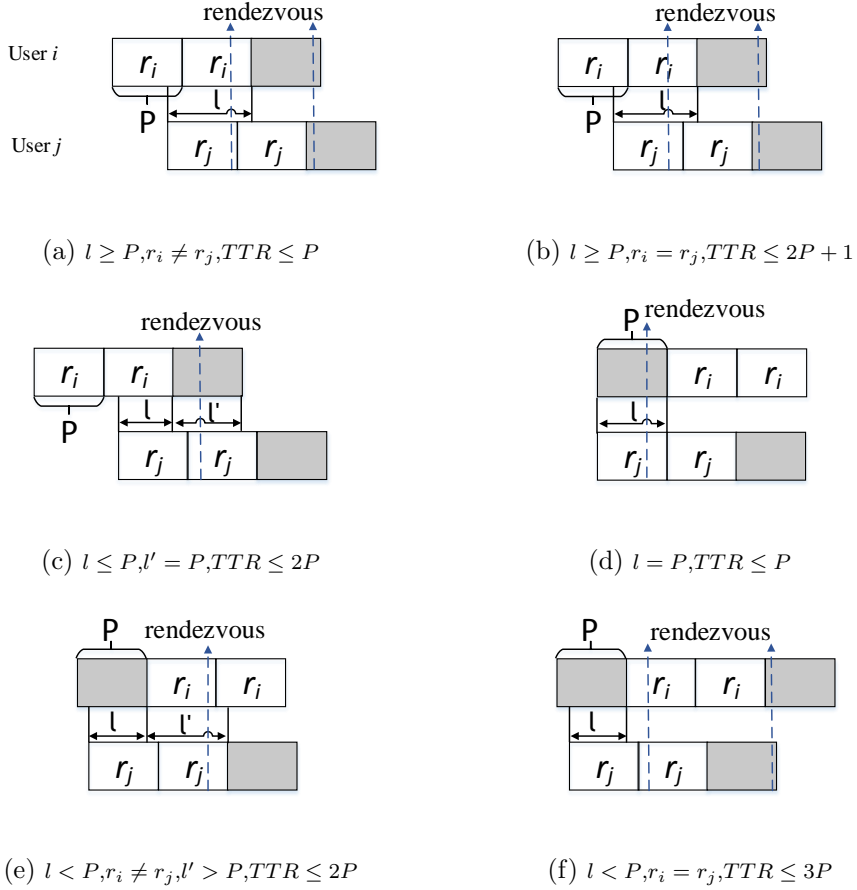 rendezvous
rendezvous
User i
r_i r_i
r_i r_i
P l
P l
User j
r_j r_j
r_j r_j
(a) l ≥ P,r_i ≠ r_j,TTR ≤ P
(b) l ≥ P,r_i = r_j,TTR ≤ 2P + 1
rendezvous
P rendezvous
r_i r_i
r_i r_i
P l l'
l
r_j r_j
r_j r_j
(c) l ≤ P,l' = P,TTR ≤ 2P
(d) l = P,TTR ≤ P
P rendezvous
P rendezvous
r_i r_i
r_i r_i
l l'
l
r_j r_j
r_j r_j
(e) l < P,r_i ≠ r_j,l' > P,TTR ≤ 2P
(f) l < P,r_i = r_j,TTR ≤ 3P